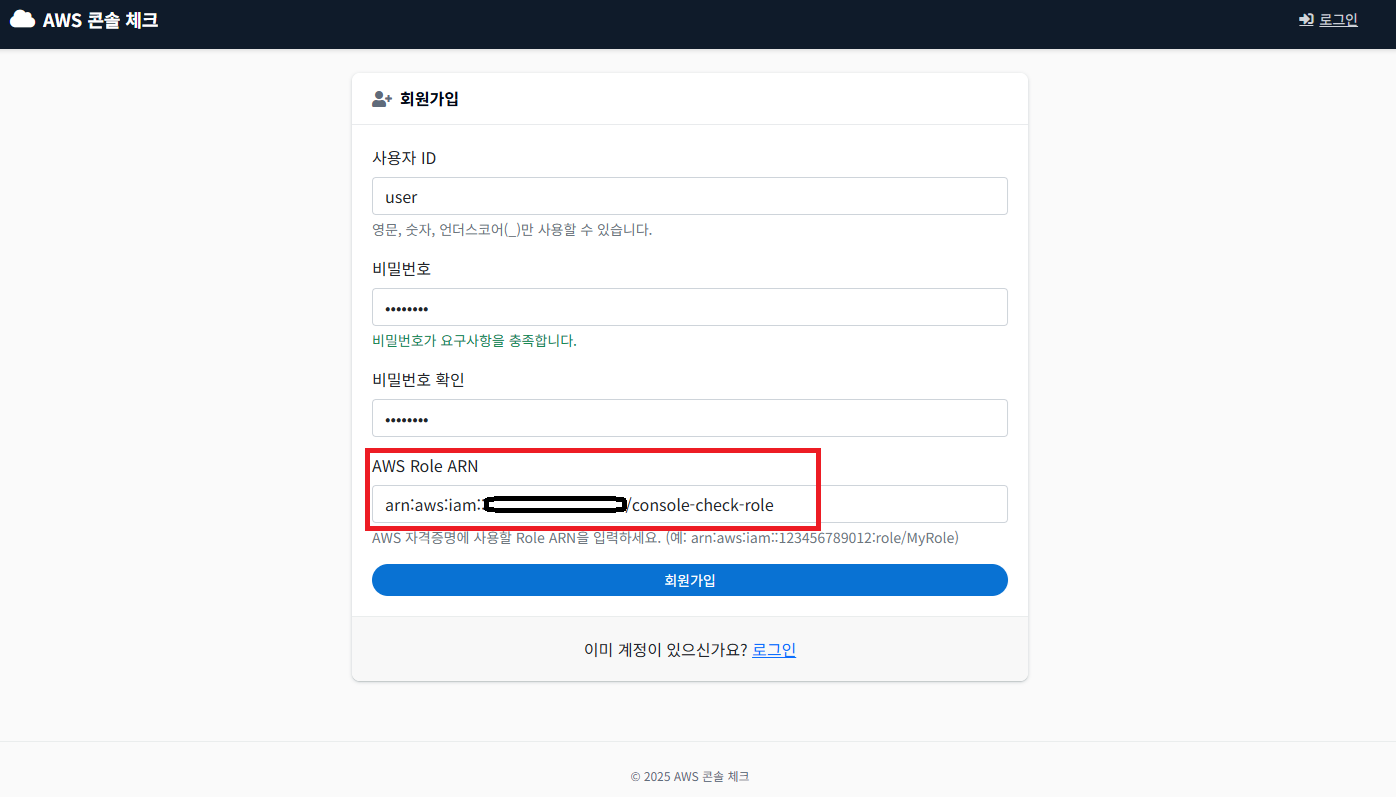 AWS 콘솔 체크
로그인
회원가입
사용자 ID
user
영문, 숫자, 언더스코어(_)만 사용할 수 있습니다.
비밀번호
••••••••
비밀번호가 요구사항을 충족합니다.
비밀번호 확인
••••••••
AWS Role ARN
arn:aws:iam:: /console-check-role
AWS 자격증명에 사용할 Role ARN을 입력하세요. (예: arn:aws:iam::123456789012:role/MyRole)
회원가입
이미 계정이 있으신가요? 로그인
© 2025 AWS 콘솔 체크